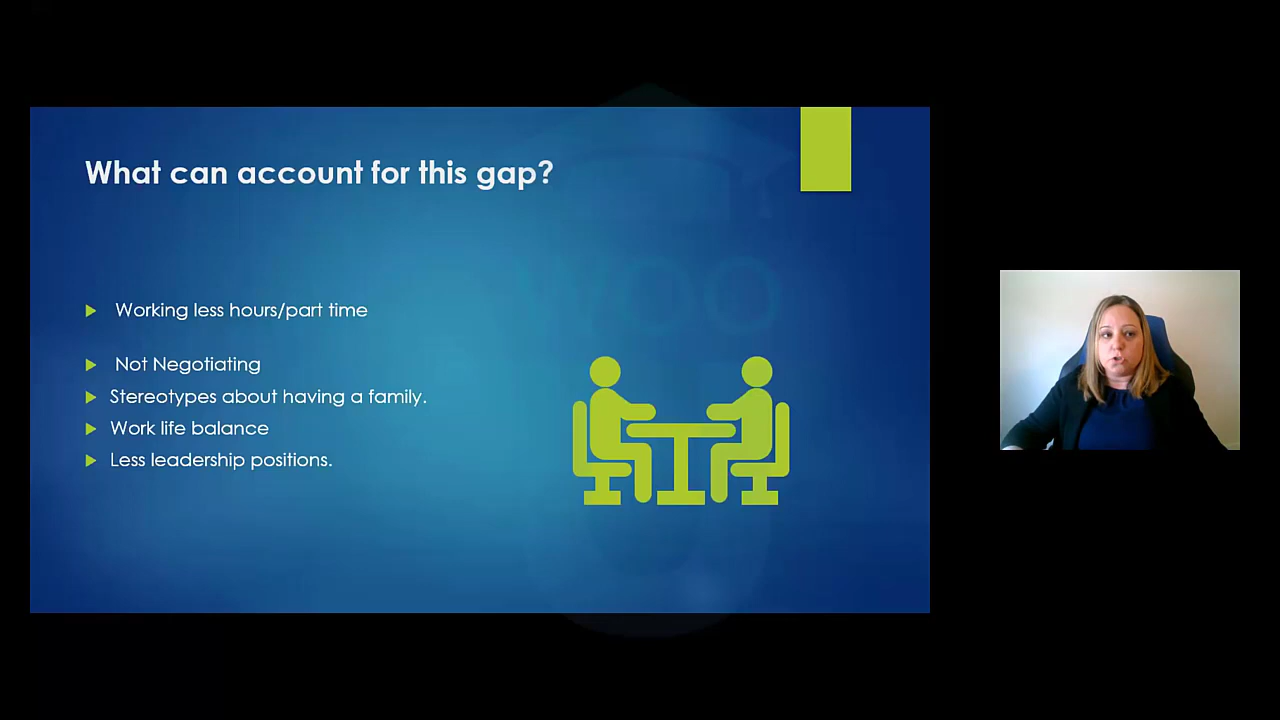 What can account for this gap?
Working less hours/part time
Not Negotiating
Stereotypes about having a family.
Work life balance
Less leadership positions.